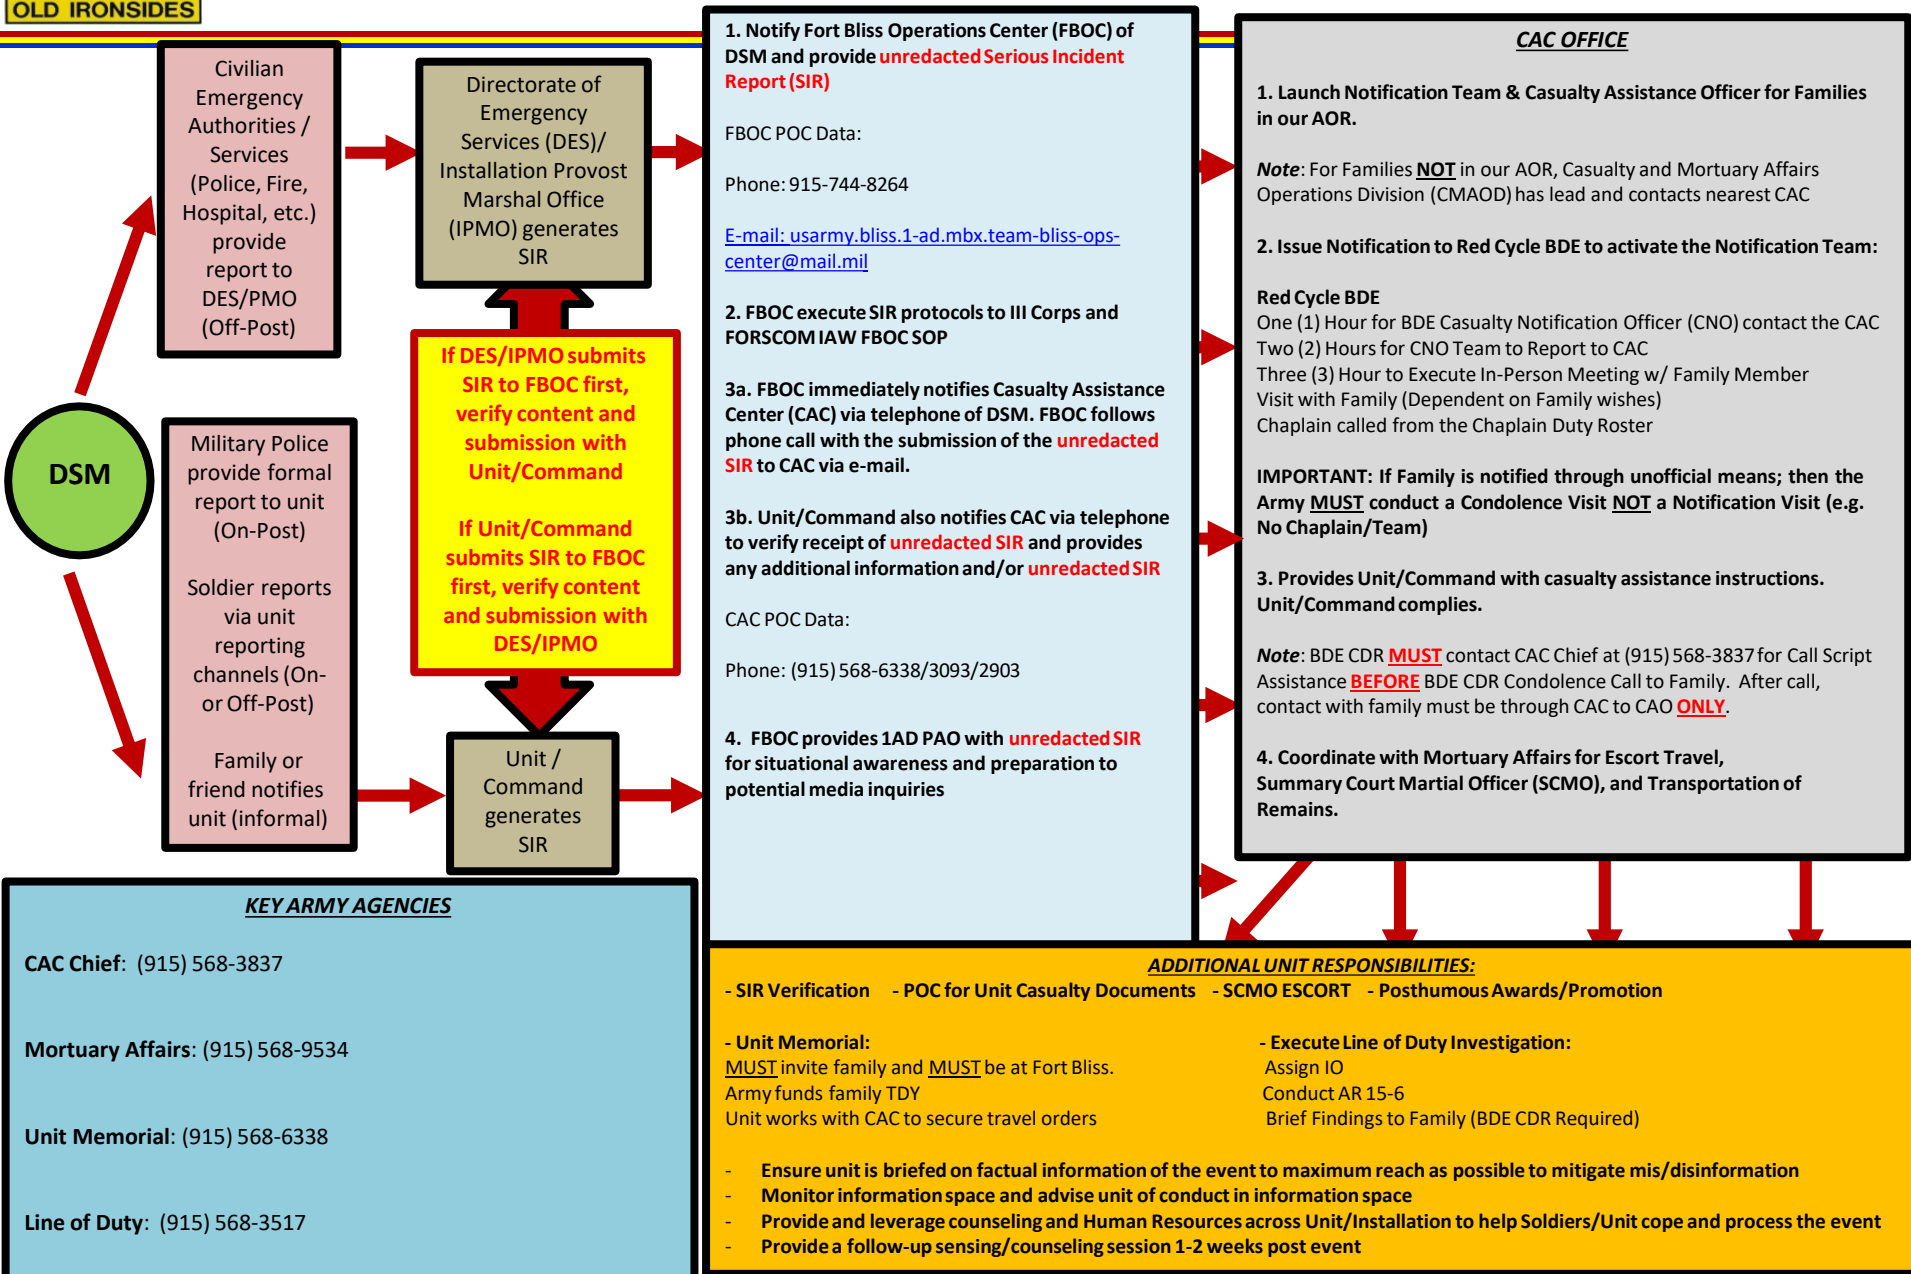 OLD IRONSIDES
Civilian
Emergency
Authorities /
Services
(Police, Fire,
Hospital, etc.)
provide
report to
DES/PMO
(Off-Post)
Directorate of
Emergency
Services (DES)/
Installation Provost
Marshal Office
(IPMO) generates
SIR
DSM
If DES/IPMO submits
SIR to FBOC first,
verify content and
submission with
Unit/Command
If Unit/Command
submits SIR to FBOC
first, verify content
and submission with
DES/IPMO
Military Police
provide formal
report to unit
(On-Post)
Soldier reports
via unit
reporting
channels (On-
or Off-Post)
Family or
friend notifies
unit (informal)
Unit /
Command
generates
SIR
1. Notify Fort Bliss Operations Center (FBOC) of
DSM and provide unredacted Serious Incident
Report (SIR)
FBOC POC Data:
Phone: 915-744-8264
E-mail: usarmy.bliss.1-ad.mbx.team-bliss-ops-
center@mail.mil
2. FBOC execute SIR protocols to III Corps and
FORSCOM IAW FBOC SOP
3a. FBOC immediately notifies Casualty Assistance
Center (CAC) via telephone of DSM. FBOC follows
phone call with the submission of the unredacted
SIR to CAC via e-mail.
3b. Unit/Command also notifies CAC via telephone
to verify receipt of unredacted SIR and provides
any additional information and/or unredacted SIR
CAC POC Data:
Phone: (915) 568-6338/3093/2903
4. FBOC provides 1AD PAO with unredacted SIR
for situational awareness and preparation to
potential media inquiries
CAC OFFICE
1. Launch Notification Team & Casualty Assistance Officer for Families
in our AOR.
Note: For Families NOT in our AOR, Casualty and Mortuary Affairs
Operations Division (CMAOD) has lead and contacts nearest CAC
2. Issue Notification to Red Cycle BDE to activate the Notification Team:
Red Cycle BDE
One (1) Hour for BDE Casualty Notification Officer (CNO) contact the CAC
Two (2) Hours for CNO Team to Report to CAC
Three (3) Hour to Execute In-Person Meeting w/ Family Member
Visit with Family (Dependent on Family wishes)
Chaplain called from the Chaplain Duty Roster
IMPORTANT: If Family is notified through unofficial means; then the
Army MUST conduct a Condolence Visit NOT a Notification Visit (e.g.
No Chaplain/Team)
3. Provides Unit/Command with casualty assistance instructions.
Unit/Command complies.
Note: BDE CDR MUST contact CAC Chief at (915) 568-3837 for Call Script
Assistance BEFORE BDE CDR Condolence Call to Family. After call,
contact with family must be through CAC to CAO ONLY.
4. Coordinate with Mortuary Affairs for Escort Travel,
Summary Court Martial Officer (SCMO), and Transportation of
Remains.
KEY ARMY AGENCIES
CAC Chief: (915) 568-3837
Mortuary Affairs: (915) 568-9534
Unit Memorial: (915) 568-6338
Line of Duty: (915) 568-3517
ADDITIONAL UNIT RESPONSIBILITIES:
- SIR Verification - POC for Unit Casualty Documents - SCMO ESCORT - Posthumous Awards/Promotion
- Unit Memorial:
MUST invite family and MUST be at Fort Bliss.
Army funds family TDY
Unit works with CAC to secure travel orders
- Execute Line of Duty Investigation:
Assign IO
Conduct AR 15-6
Brief Findings to Family (BDE CDR Required)
- Ensure unit is briefed on factual information of the event to maximum reach as possible to mitigate mis/disinformation
- Monitor information space and advise unit of conduct in information space
- Provide and leverage counseling and Human Resources across Unit/Installation to help Soldiers/Unit cope and process the event
- Provide a follow-up sensing/counseling session 1-2 weeks post event